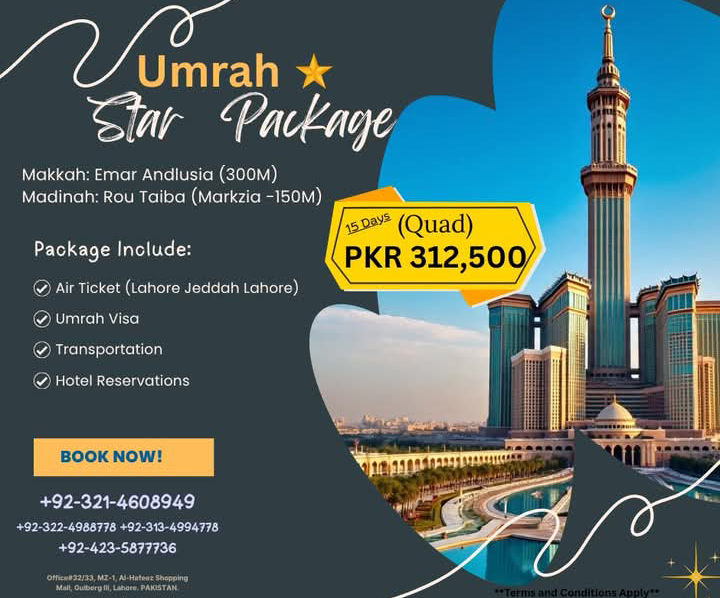 Umrah
Star Package
Makkah: Emar Andlusia (300M)
Madinah: Rou Taiba (Markzia -150M)
15 Days (Quad)
PKR 312,500
Package Include:
Air Ticket (Lahore Jeddah Lahore)
Umrah Visa
Transportation
Hotel Reservations
BOOK NOW!
+92-321-4608949
+92-322-4988778 +92-313-4994778
+92-423-5877736
Office#32/33, MZ-1, Al-Hafeez Shopping
Mall, Gulberg III, Lahore. PAKISTAN.
**Terms and Conditions Apply**